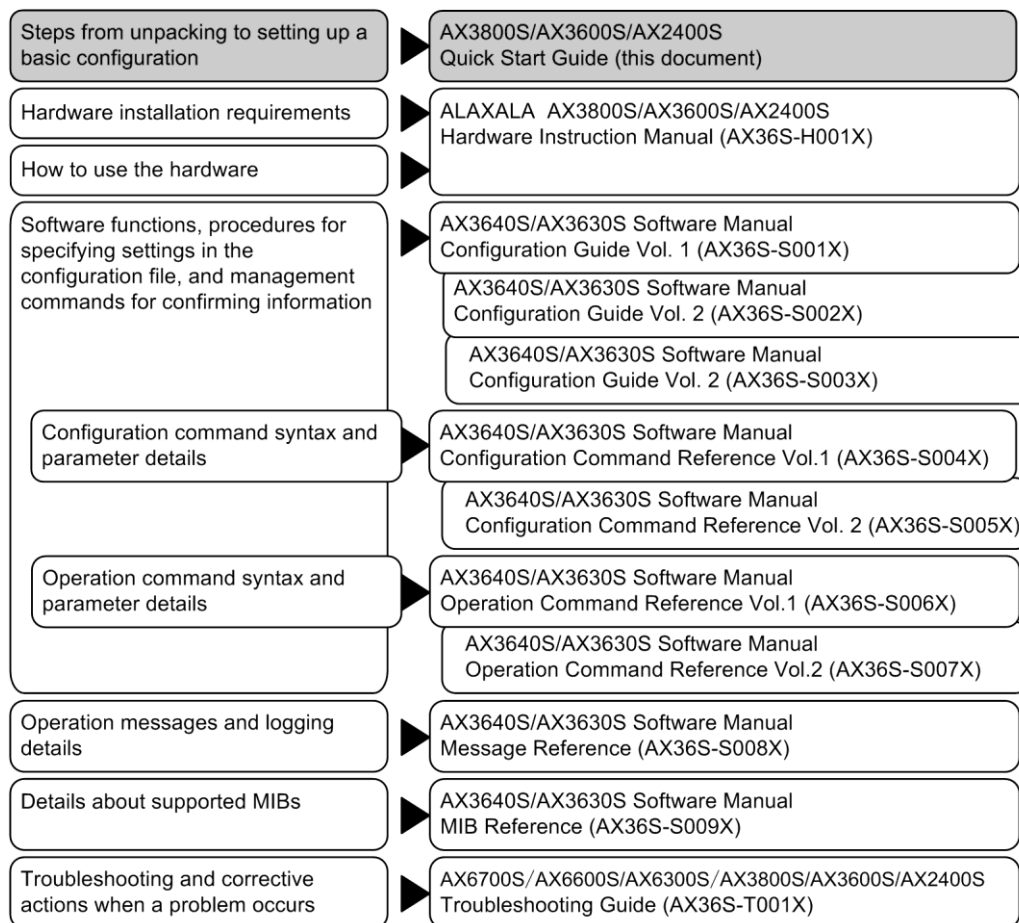 Steps from unpacking to setting up a
basic configuration
AX3800S/AX3600S/AX2400S
Quick Start Guide (this document)
Hardware installation requirements
ALAXALA AX3800S/AX3600S/AX2400S
Hardware Instruction Manual (AX36S-H001X)
How to use the hardware
Software functions, procedures for
specifying settings in the
configuration file, and management
commands for confirming information
AX3640S/AX3630S Software Manual
Configuration Guide Vol. 1 (AX36S-S001X)
AX3640S/AX3630S Software Manual
Configuration Guide Vol. 2 (AX36S-S002X)
AX3640S/AX3630S Software Manual
Configuration Guide Vol. 2 (AX36S-S003X)
Configuration command syntax and
parameter details
AX3640S/AX3630S Software Manual
Configuration Command Reference Vol.1 (AX36S-S004X)
AX3640S/AX3630S Software Manual
Configuration Command Reference Vol. 2 (AX36S-S005X)
Operation command syntax and
parameter details
AX3640S/AX3630S Software Manual
Operation Command Reference Vol.1 (AX36S-S006X)
AX3640S/AX3630S Software Manual
Operation Command Reference Vol.2 (AX36S-S007X)
Operation messages and logging
details
AX3640S/AX3630S Software Manual
Message Reference (AX36S-S008X)
Details about supported MIBs
AX3640S/AX3630S Software Manual
MIB Reference (AX36S-S009X)
Troubleshooting and corrective
actions when a problem occurs
AX6700S/AX6600S/AX6300S/AX3800S/AX3600S/AX2400S
Troubleshooting Guide (AX36S-T001X)